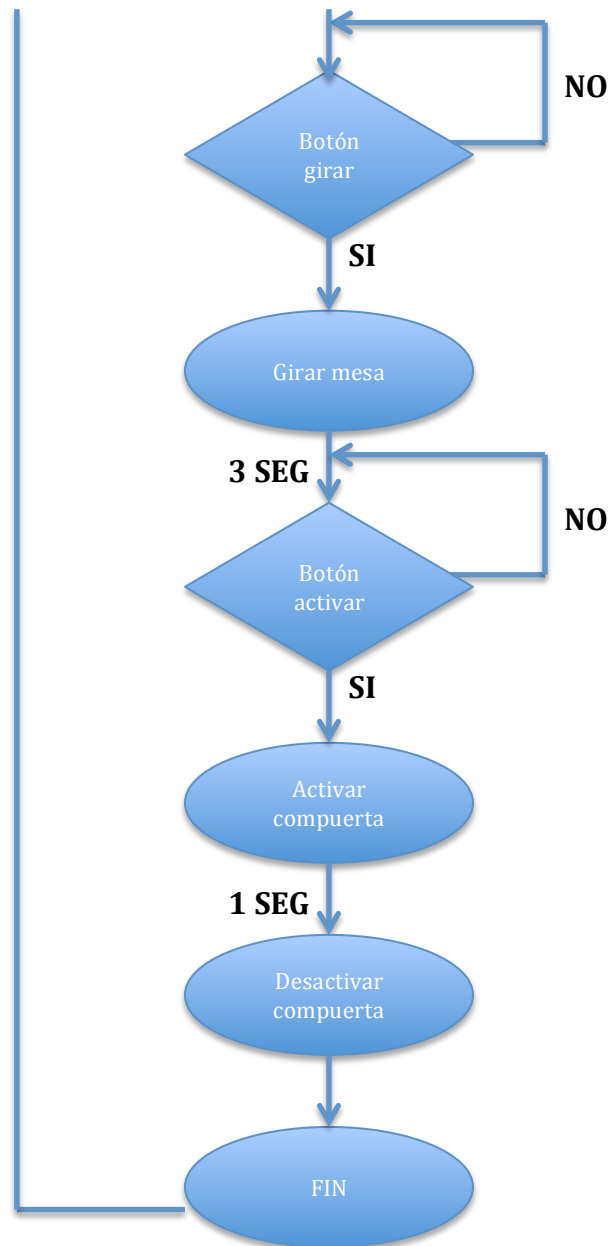 NO
Botón
girar
SI
Girar mesa
3 SEG
NO
Botón
activar
SI
Activar
compuerta
1 SEG
Desactivar
compuerta
FIN